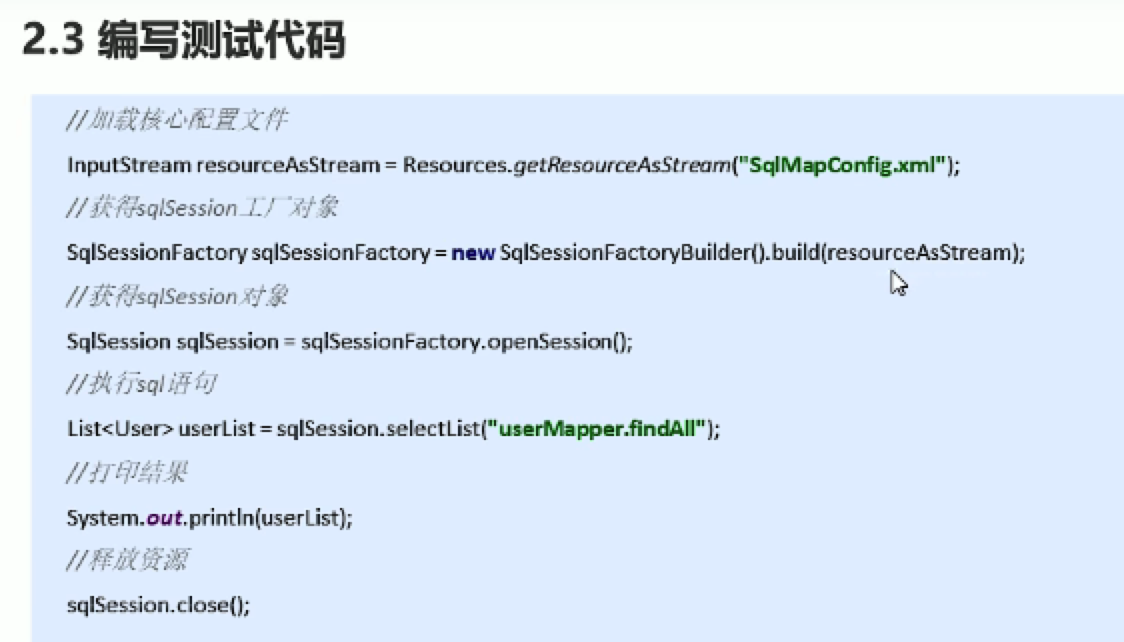 2.3 编写测试代码
//加载核心配置文件
InputStream resourceAsStream = Resources.getResourceAsStream("SqlMapConfig.xml");
//获得sqlSession工厂对象
SqlSessionFactory sqlSessionFactory = new SqlSessionFactoryBuilder().build(resourceAsStream);
//获得sqlSession对象
SqlSession sqlSession = sqlSessionFactory.openSession();
//执行sql语句
List<User> userList = sqlSession.selectList("userMapper.findAll");
//打印结果
System.out.println(userList);
//释放资源
sqlSession.close();